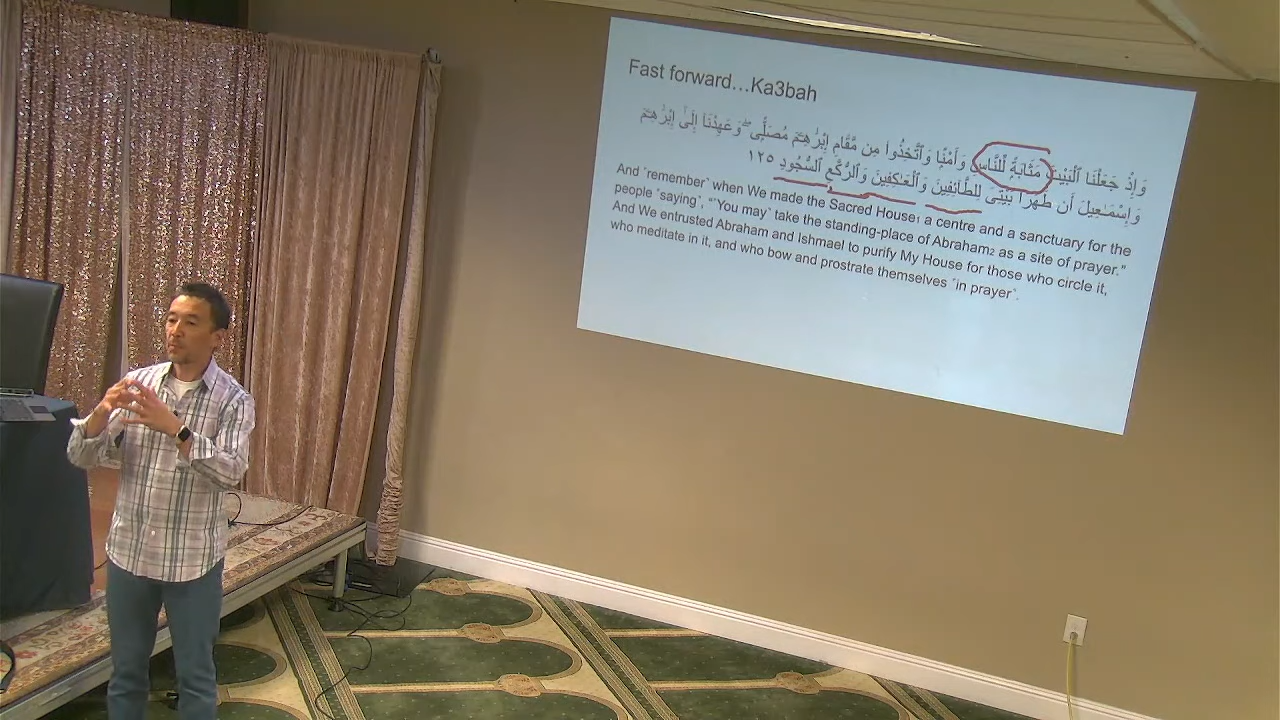 Fast forward…Ka3bah
وَإِذْ جَعَلْنَا ٱلْبَيْتَ مَثَابَةًۭ لِّلنَّاسِ وَأَمْنًۭا وَٱتَّخِذُوا۟ مِن مَّقَامِ إِبْرَٰهِـۧمَ مُصَلًّۭى ۖ وَعَهِدْنَآ إِلَىٰٓ إِبْرَٰهِـۧمَ
وَإِسْمَـٰعِيلَ أَن طَهِّرَا بَيْتِىَ لِلطَّآئِفِينَ وَٱلْعَـٰكِفِينَ وَٱلرُّكَّعِ ٱلسُّجُودِ ١٢٥
And ˹remember˺ when We made the Sacred House1 a centre and a sanctuary for the
people ˹saying˺, “˹You may˺ take the standing-place of Abraham2 as a site of prayer."
And We entrusted Abraham and Ishmael to purify My House for those who circle it,
who meditate in it, and who bow and prostrate themselves ˹in prayer˺.